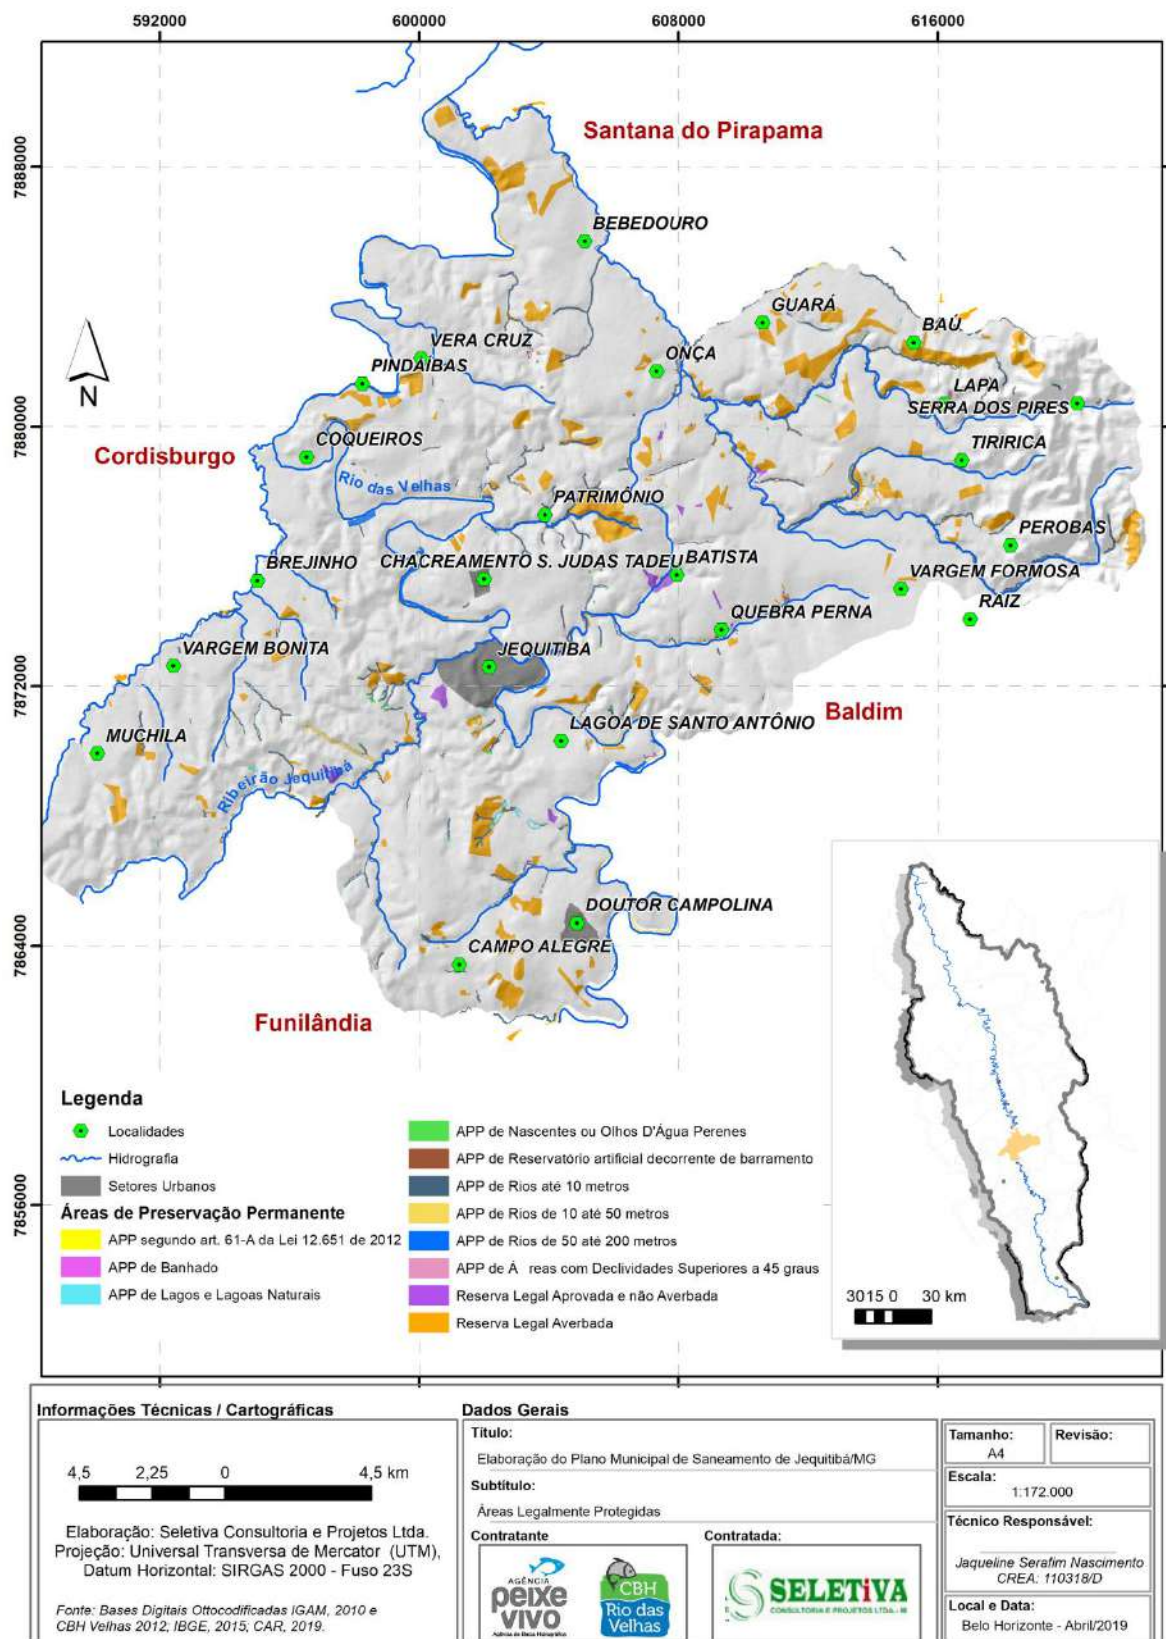 592000
600000
608000
616000
7888000
7880000
7872000
7864000
7856000
Santana do Pirapama
BEBEDOURO
GUARÁ
BAÚ
VERA CRUZ
ONÇA
PINDAÍBAS
LAPA
SERRA DOS PIRES
Cordisburgo
COQUEIROS
TIRIRICA
Rio das Velhas
PATRIMÔNIO
PEROBAS
BREJINHO
CHACREAMENTO S. JUDAS TADEU
BATISTA
VARGEM FORMOSA
RAIZ
QUEBRA PERNA
VARGEM BONITA
JEQUITIBA
Baldim
MUCHILA
LAGOA DE SANTO ANTÔNIO
Ribeirão Jequitibá
DOUTOR CAMPOLINA
CAMPO ALEGRE
Funilândia
N
Legenda
Localidades
Hidrografia
Setores Urbanos
Áreas de Preservação Permanente
APP segundo art. 61-A da Lei 12.651 de 2012
APP de Banhado
APP de Lagos e Lagoas Naturais
APP de Nascentes ou Olhos D'Água Perenes
APP de Reservatório artificial decorrente de barramento
APP de Rios até 10 metros
APP de Rios de 10 até 50 metros
APP de Rios de 50 até 200 metros
APP de Á reas com Declividades Superiores a 45 graus
Reserva Legal Aprovada e não Averbada
Reserva Legal Averbada
3015 0 30 km
Informações Técnicas / Cartográficas
4,5 2,25 0 4,5 km
Elaboração: Seletiva Consultoria e Projetos Ltda.
Projeção: Universal Transversa de Mercator (UTM),
Datum Horizontal: SIRGAS 2000 - Fuso 23S
Fonte: Bases Digitais Ottocodificadas IGAM, 2010 e
CBH Velhas 2012; IBGE, 2015; CAR, 2019.
Dados Gerais
Título:
Elaboração do Plano Municipal de Saneamento de Jequitibá/MG
Subtítulo:
Áreas Legalmente Protegidas
Contratante
AGÊNCIA
peixe
vivo
Agência de Bacia Hidrográfica
CBH
Rio das
Velhas
Contratada:
SELETiVA
CONSULTORIA E PROJETOS LTDA.
Tamanho:
A4
Revisão:
Escala:
1:172.000
Técnico Responsável:
Jaqueline Serafim Nascimento
CREA: 110318/D
Local e Data:
Belo Horizonte - Abril/2019